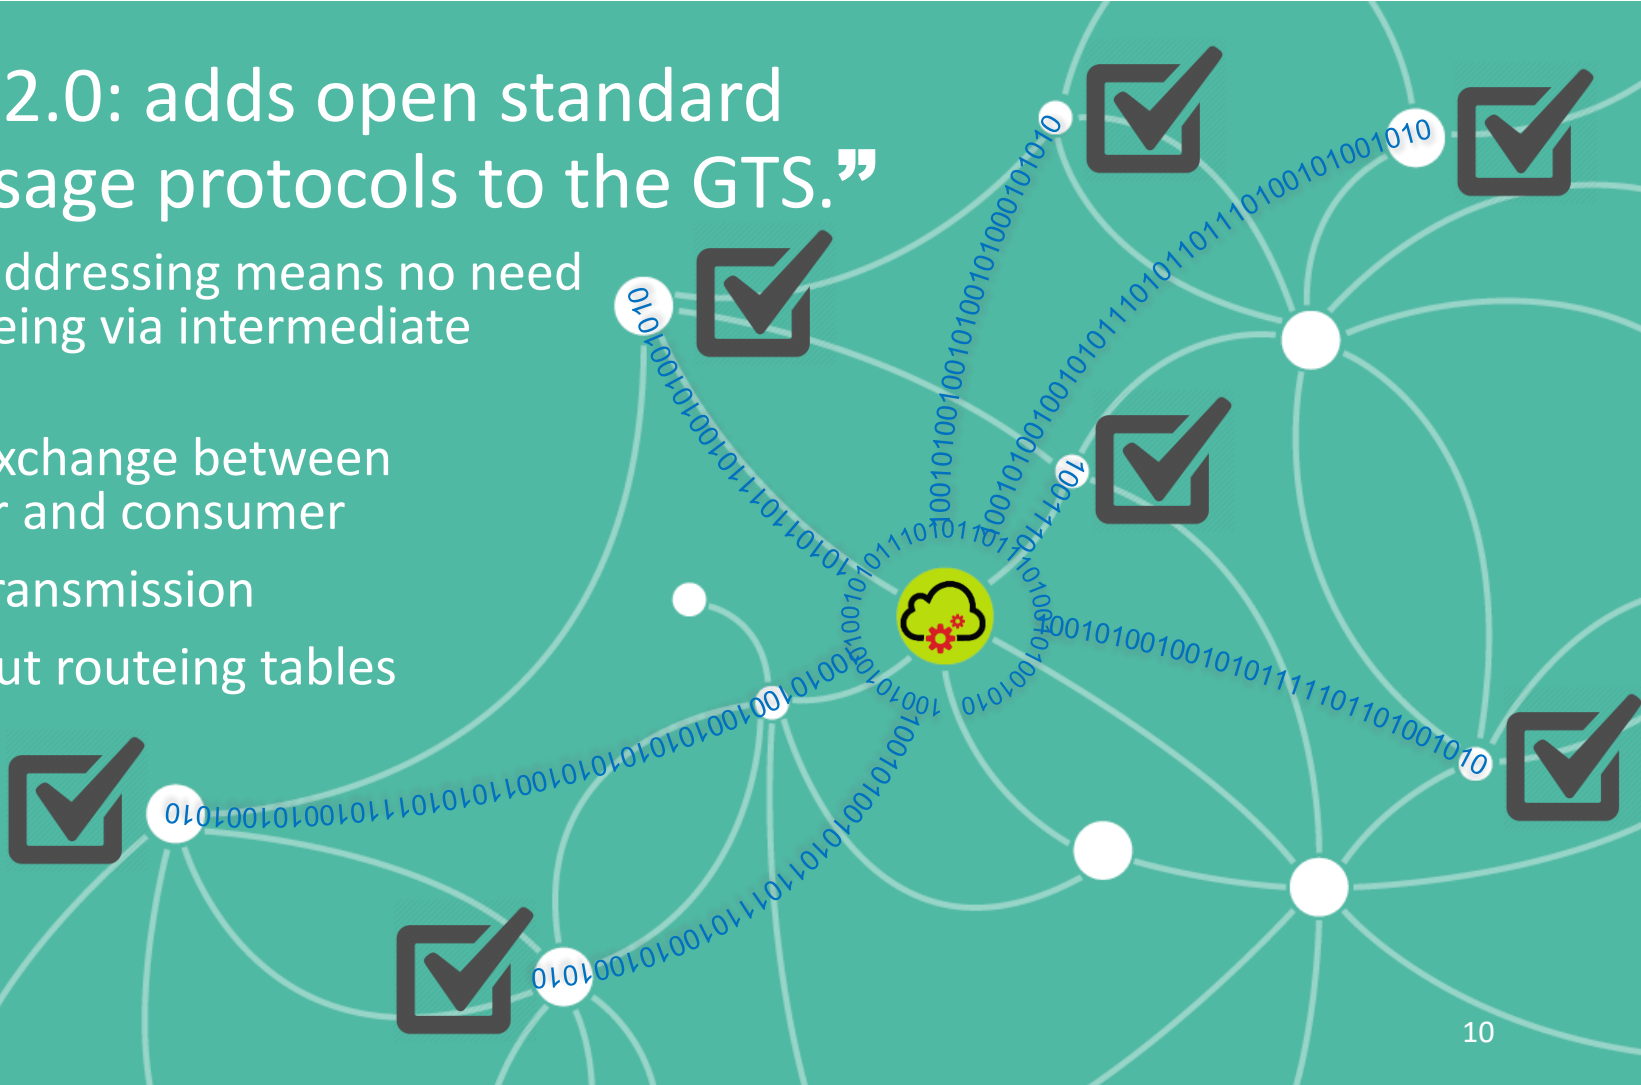 2.0: adds open standard
sage protocols to the GTS.”
ddressing means no need
eing via intermediate
xchange between
r and consumer
ransmission
ut routeing tables
10